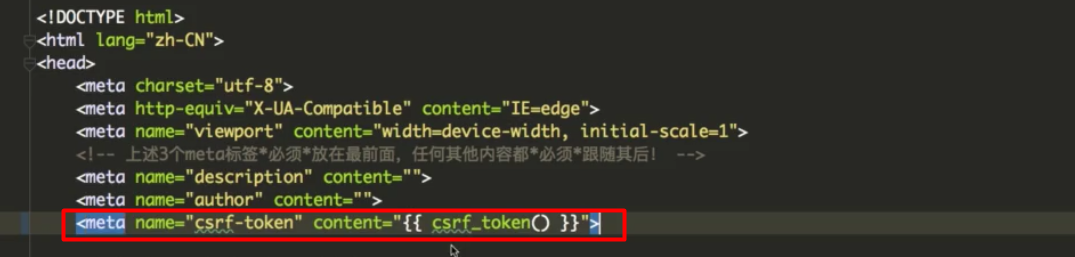 <!DOCTYPE html>
<html lang="zh-CN">
<head>
<meta charset="utf-8">
<meta http-equiv="X-UA-Compatible" content="IE=edge">
<meta name="viewport" content="width=device-width, initial-scale=1">
<!-- 上述3个meta标签*必须*放在最前面，任何其他内容都*必须*跟随其后！ -->
<meta name="description" content="">
<meta name="author" content="">
<meta name="csrf-token" content="{{ csrf_token() }}">